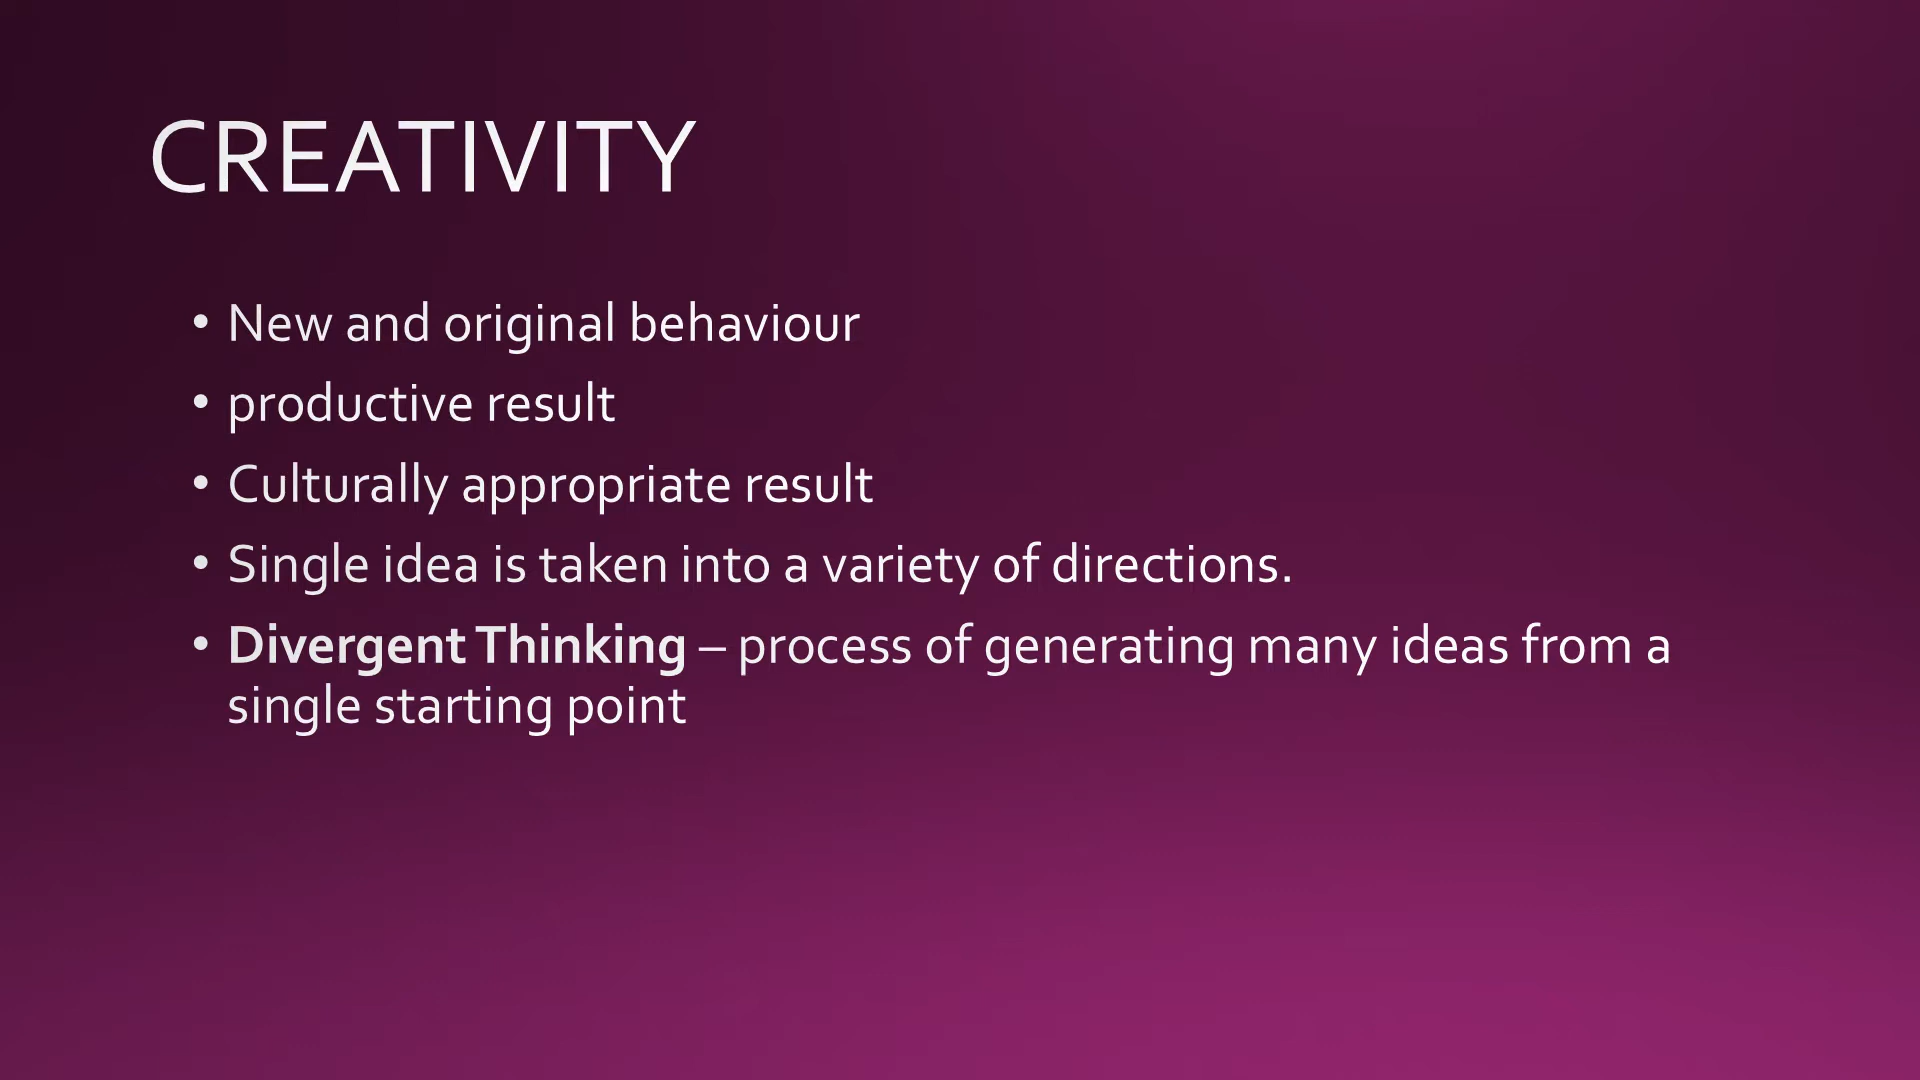 CREATIVITY
• New and original behaviour
• productive result
• Culturally appropriate result
• Single idea is taken into a variety of directions.
• Divergent Thinking – process of generating many ideas from a
single starting point